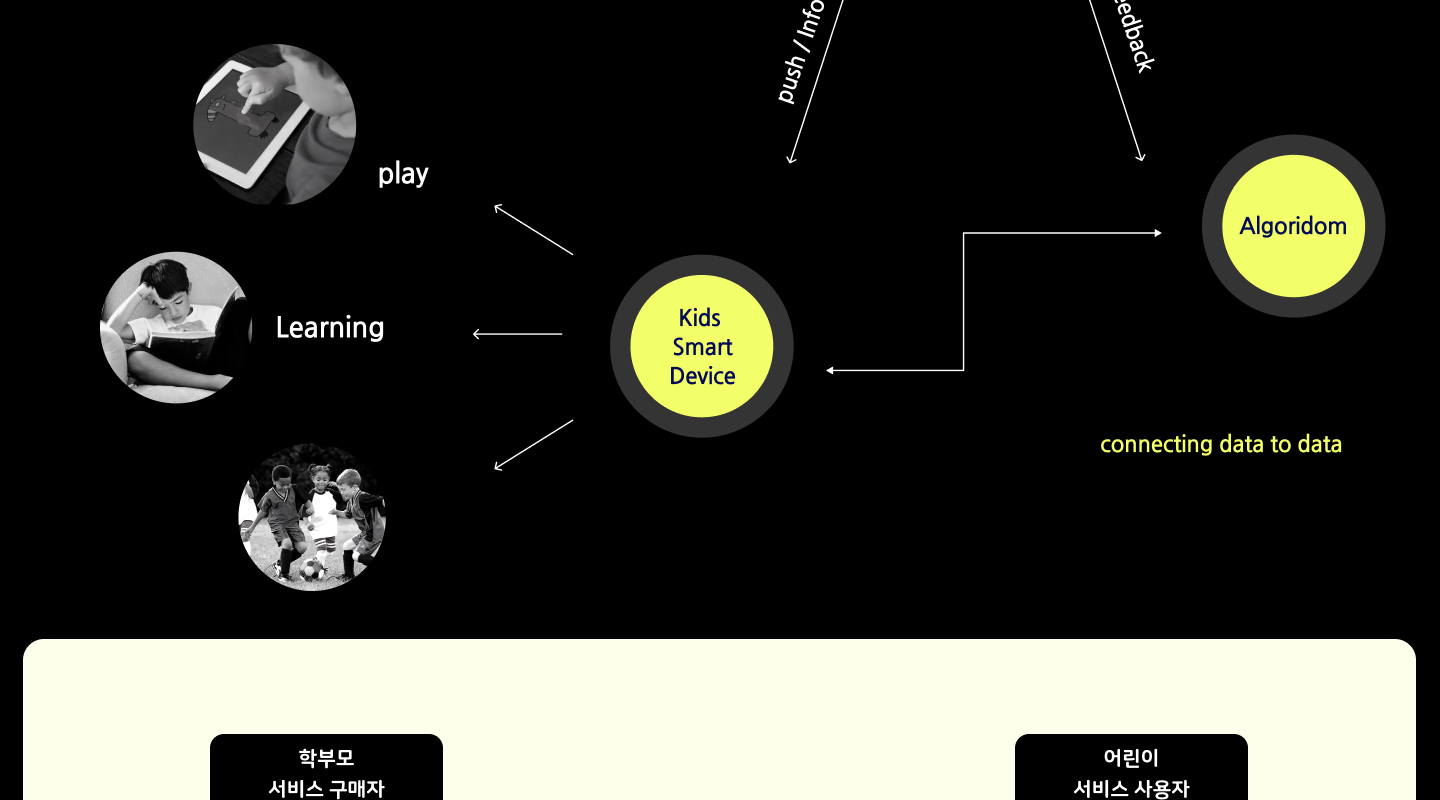 push / Info
eedback
play
Algoridom
Learning
Kids
Smart
Device
connecting data to data
학부모
서비스 구매자
어린이
서비스 사용자